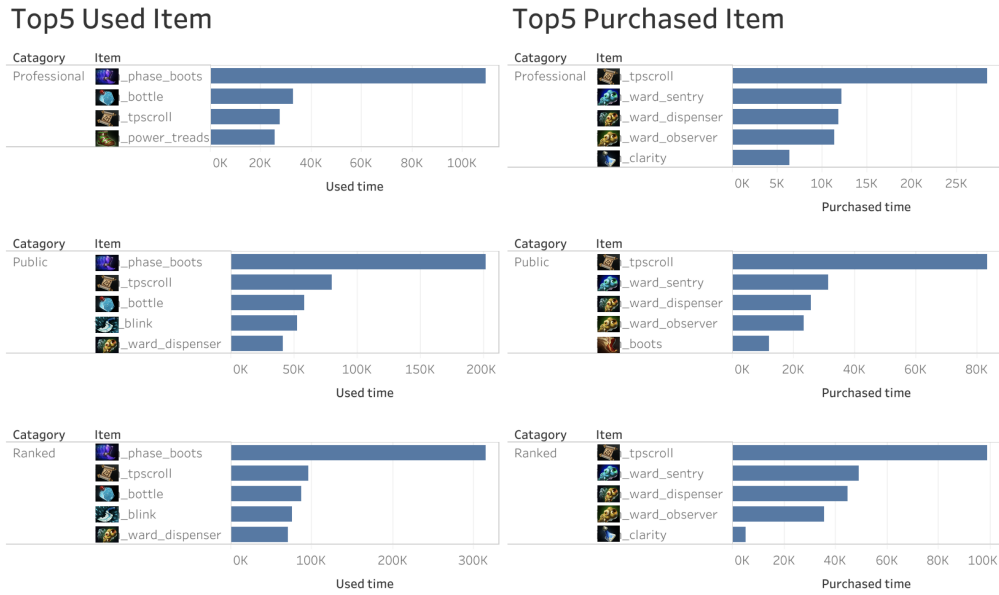 Top5 Used Item
Catagory Item
Professional _phase_boots
_bottle
_tpscroll
_power_treads
0K 20K 40K 60K 80K 100K
Used time
Catagory Item
Public _phase_boots
_tpscroll
_bottle
_blink
_ward_dispenser
0K 50K 100K 150K 200K
Used time
Catagory Item
Ranked _phase_boots
_tpscroll
_bottle
_blink
_ward_dispenser
0K 100K 200K 300K
Used time
Top5 Purchased Item
Catagory Item
Professional _tpscroll
_ward_sentry
_ward_dispenser
_ward_observer
_clarity
0K 5K 10K 15K 20K 25K
Purchased time
Catagory Item
Public _tpscroll
_ward_sentry
_ward_dispenser
_ward_observer
_boots
0K 20K 40K 60K 80K
Purchased time
Catagory Item
Ranked _tpscroll
_ward_sentry
_ward_dispenser
_ward_observer
_clarity
0K 20K 40K 60K 80K 100K
Purchased time